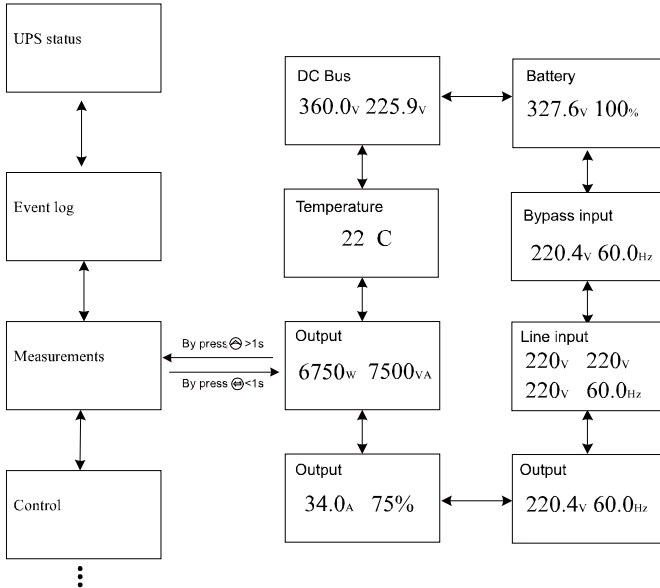 UPS status
Event log
Measurements
Control
By press >1s
By press <1s
DC Bus
360.0V 225.9V
Temperature
22 C
Output
6750W 7500VA
Output
34.0A 75%
Battery
327.6V 100%
Bypass input
220.4V 60.0Hz
Line input
220V 220V
220V 60.0Hz
Output
220.4V 60.0Hz